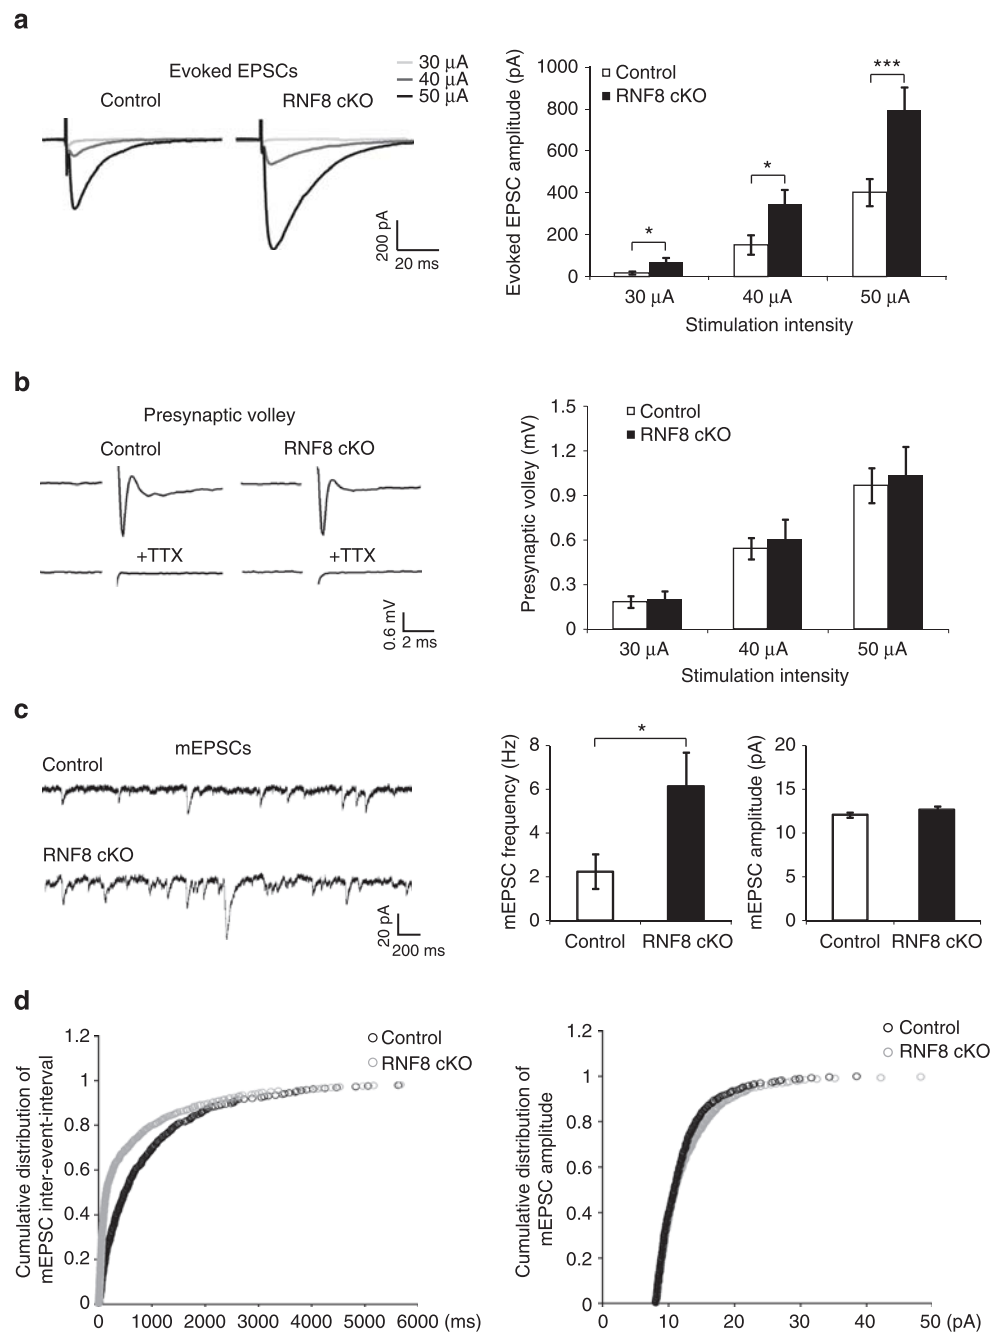 a
Evoked EPSCs
30 μA
40 μA
50 μA
Control
RNF8 cKO
200 pA
20 ms
Evoked EPSC amplitude (pA)
1000
800
600
400
200
0
Control
RNF8 cKO
*
*
***
30 μA
40 μA
50 μA
Stimulation intensity
b
Presynaptic volley
Control
RNF8 cKO
+TTX
+TTX
0.6 mV
2 ms
Presynaptic volley (mV)
1.5
1.2
0.9
0.6
0.3
0
Control
RNF8 cKO
30 μA
40 μA
50 μA
Stimulation intensity
c
mEPSCs
Control
RNF8 cKO
20 pA
200 ms
mEPSC frequency (Hz)
8
6
4
2
0
*
Control
RNF8 cKO
mEPSC amplitude (pA)
20
15
10
5
0
Control
RNF8 cKO
d
Cumulative distribution of
mEPSC inter-event-interval
1.2
1
0.8
0.6
0.4
0.2
0
Control
RNF8 cKO
0
1000
2000
3000
4000
5000
6000
(ms)
Cumulative distribution of
mEPSC amplitude
1.2
1
0.8
0.6
0.4
0.2
0
Control
RNF8 cKO
0
10
20
30
40
50
(pA)